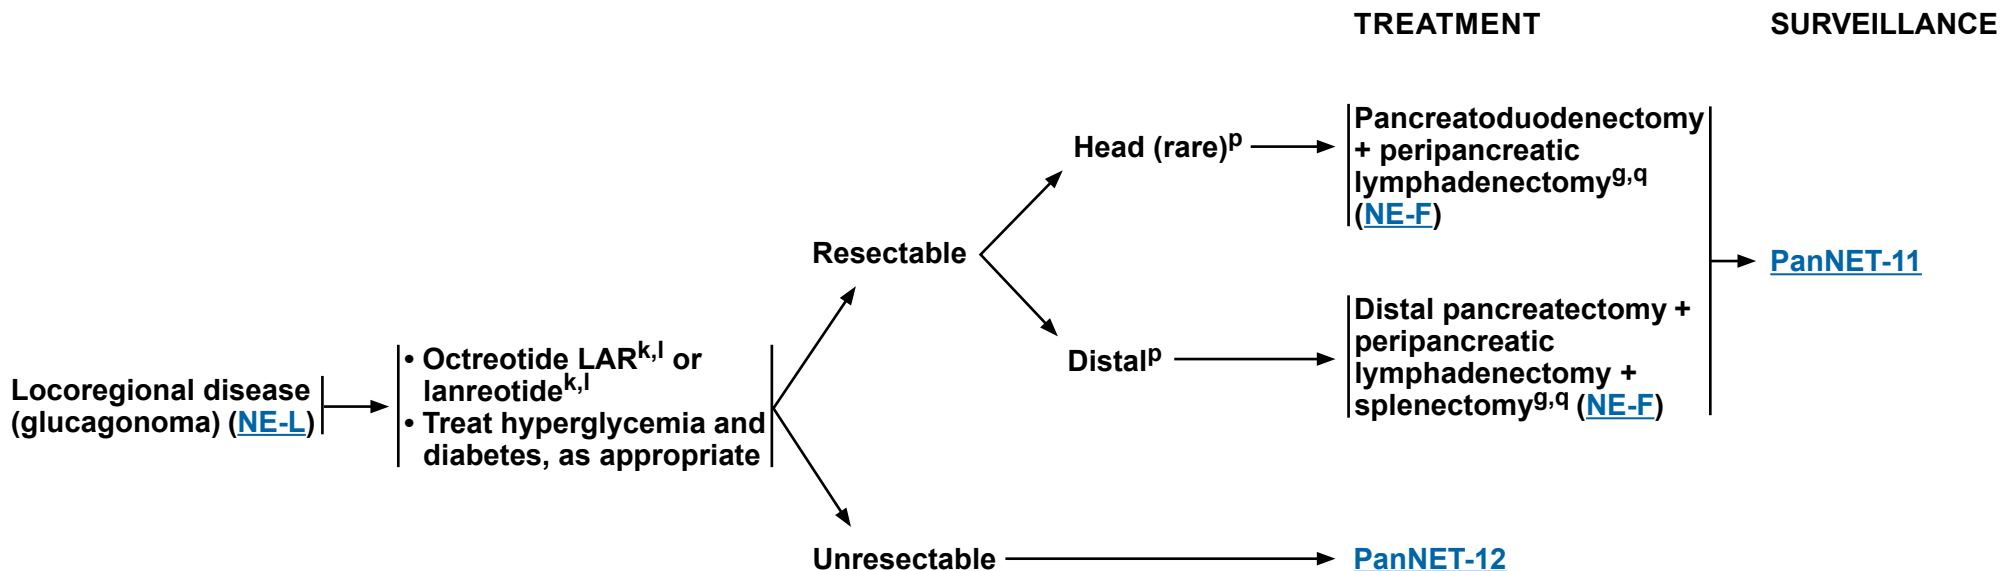 TREATMENT
SURVEILLANCE
Locoregional disease
(glucagonoma) (NE-L)
• Octreotide LARk,l or
lanreotidek,l
• Treat hyperglycemia and
diabetes, as appropriate
Resectable
Head (rare)p
Pancreatoduodenectomy
+ peripancreatic
lymphadenectomyg,q
(NE-F)
Distalp
Distal pancreatectomy +
peripancreatic
lymphadenectomy +
splenectomyg,q (NE-F)
PanNET-11
Unresectable
PanNET-12